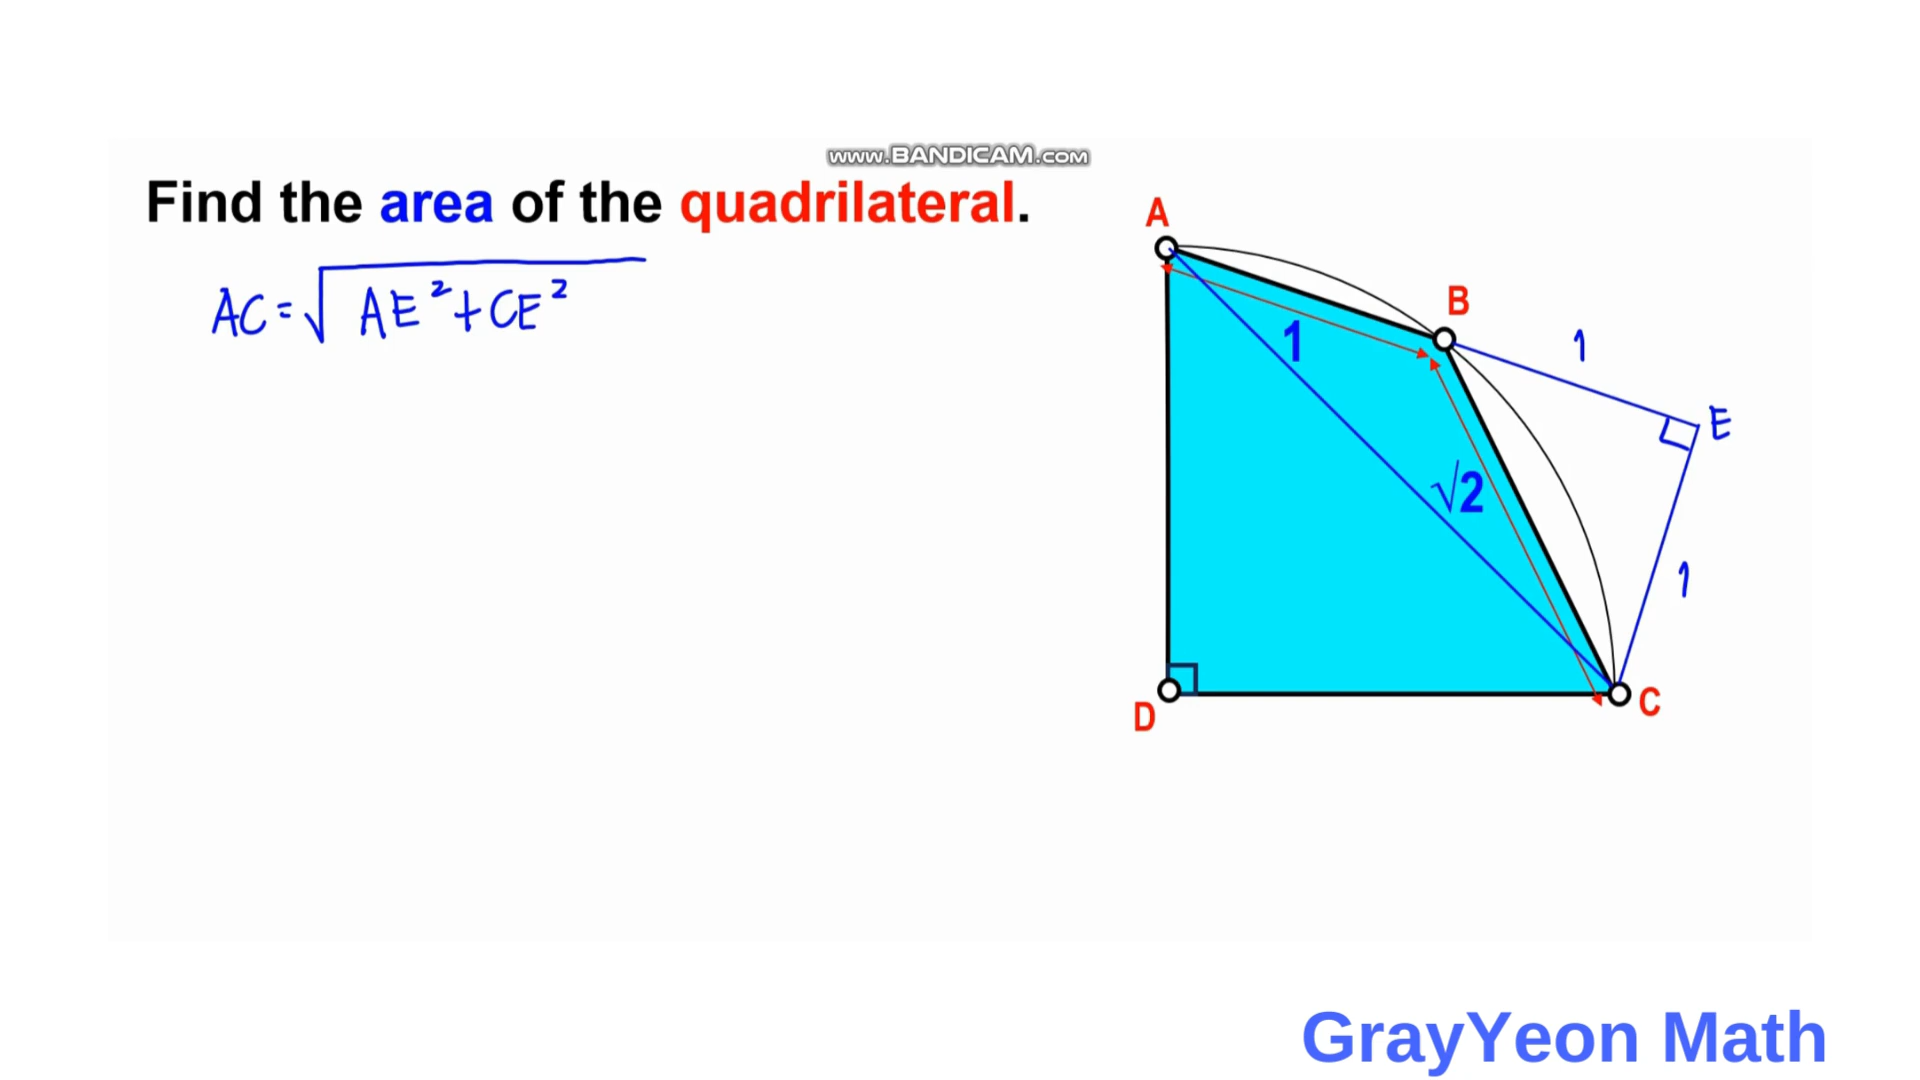 www.BANDICAM.com
Find the area of the quadrilateral.
AC=√AE²+CE²
A
B
1
1
E
√2
1
D
C
GrayYeon Math